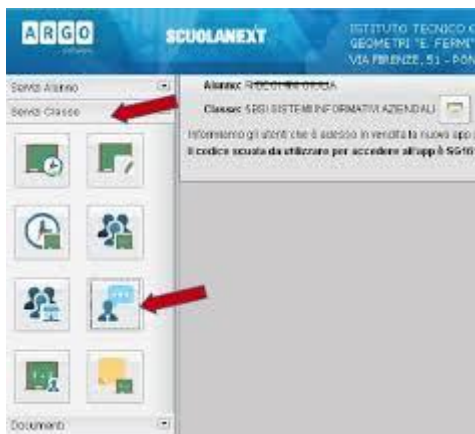 ARGO
SCUOLANEXT
ISTITUTO TECNICO
GEOMETRI "E. FERMI"
VIA FIRENZE, 51 - PON
Servizi Alunno
Servizi Classe
Alunno:
Classe: SISTEMI INFORMATIVI AZIENDALI
Informiamo gli utenti che è adesso in vendita la nuova app
Il codice scuola da utilizzare per accedere all'app è
Documenti